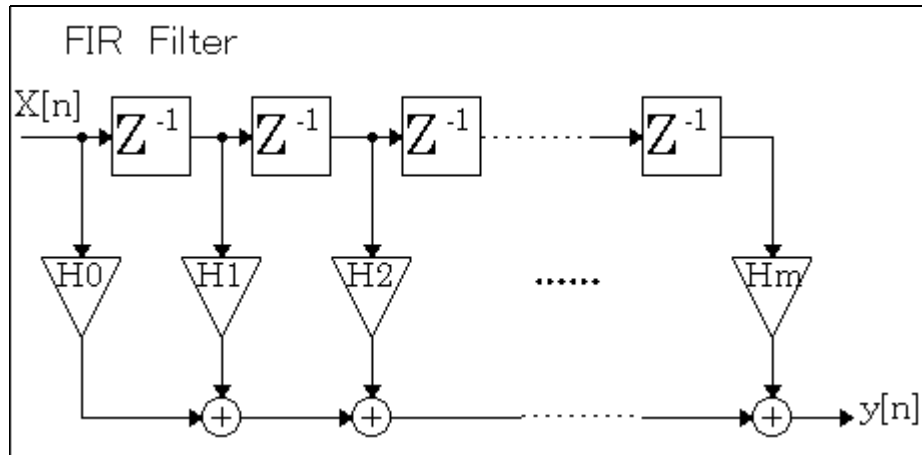 FIR Filter
X[n]
Z-1
Z-1
Z-1
Z-1
H0
H1
H2
......
Hm
+
+
+
y[n]